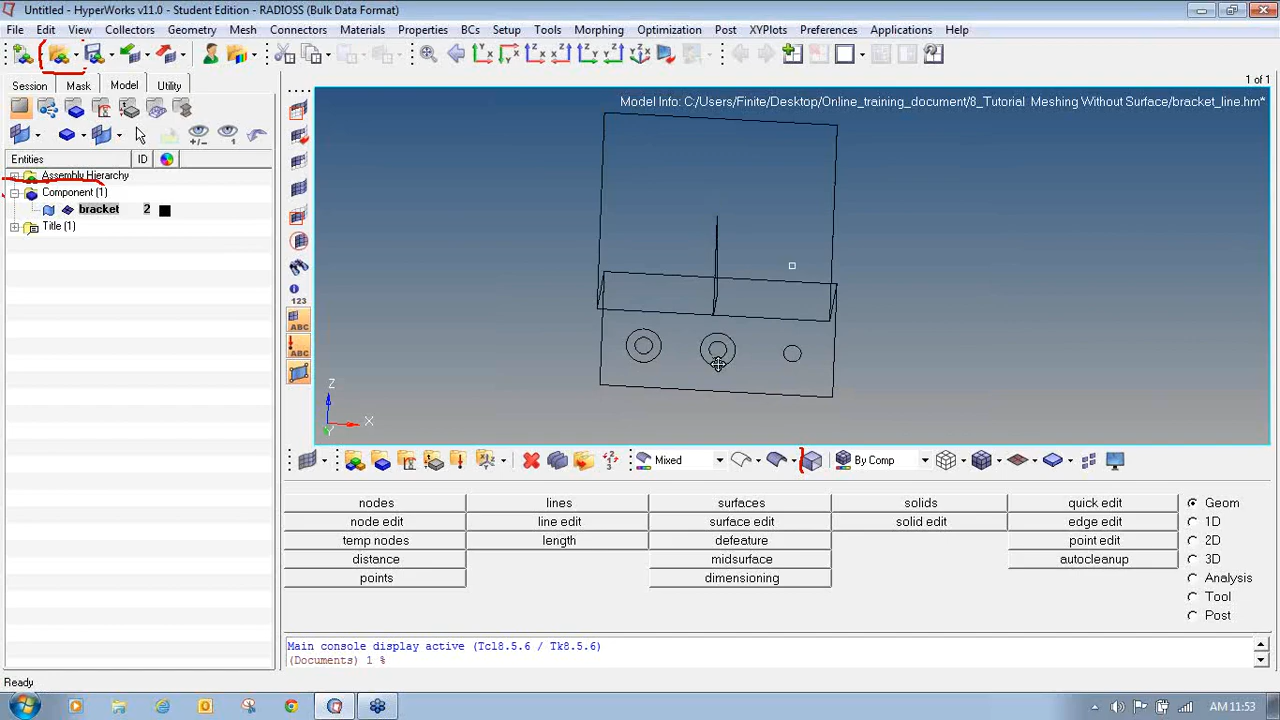 Untitled - HyperWorks v11.0 - Student Edition - RADIOSS (Bulk Data Format)
File Edit View Collectors Geometry Mesh Connectors Materials Properties BCs Setup Tools Morphing Optimization Post XYPlots Preferences Applications Help
Session Mask Model Utility
1 of 1
Model Info: C:/Users/Finite/Desktop/Online_training_document/8_Tutorial Meshing Without Surface/bracket_line.hm*
Entities ID
Assembly Hierarchy
Component (1)
bracket 2
Title (1)
123
ABC
ABC
Z
X
Y
Mixed By Comp
nodes lines surfaces solids quick edit Geom
node edit line edit surface edit solid edit edge edit 1D
temp nodes length defeature point edit 2D
distance midsurface autocleanup 3D
points dimensioning Analysis
Tool
Post
Main console display active (Tcl8.5.6 / Tk8.5.6)
(Documents) 1 %
Ready
AM 11:53